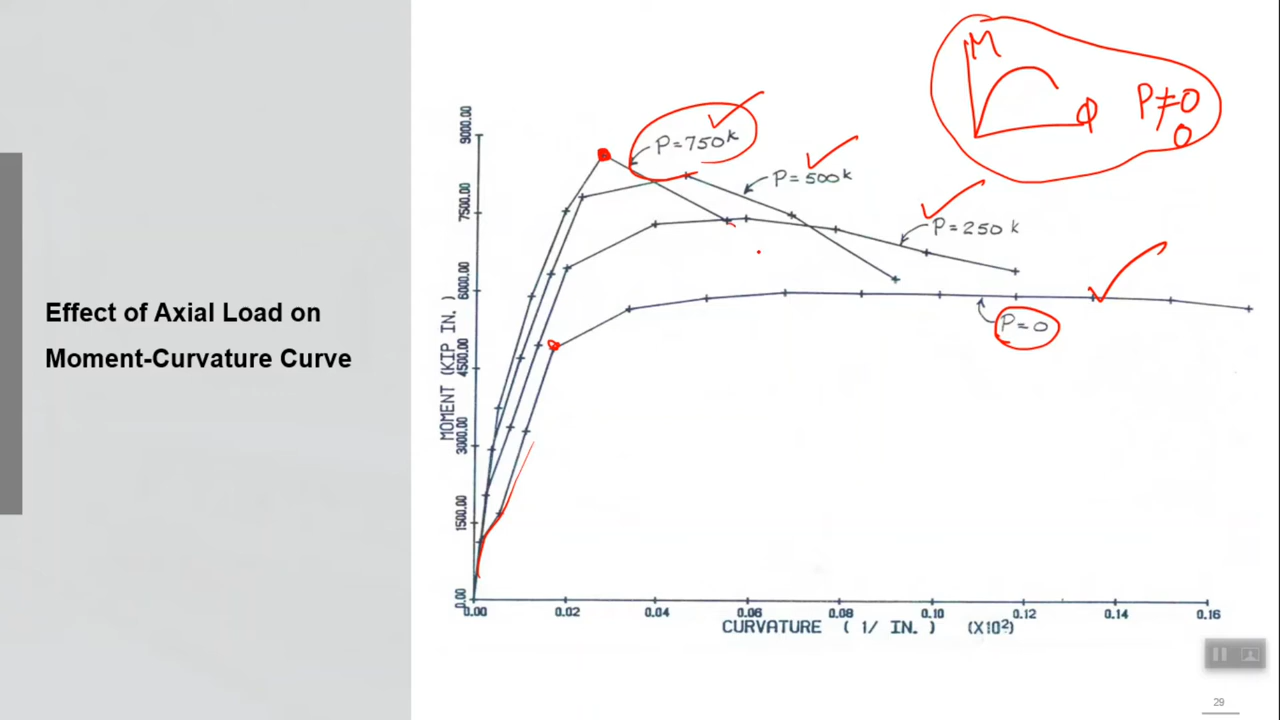 Effect of Axial Load on
Moment-Curvature Curve
M
Φ
P≠0
0
P=750k
P=500k
P=250k
P=0
MOMENT (KIP IN.)
9000.00
7500.00
6000.00
4500.00
3000.00
1500.00
0.00
0.00 0.02 0.04 0.06 0.08 0.10 0.12 0.14 0.16
CURVATURE ( 1/ IN. ) (X10²)
29